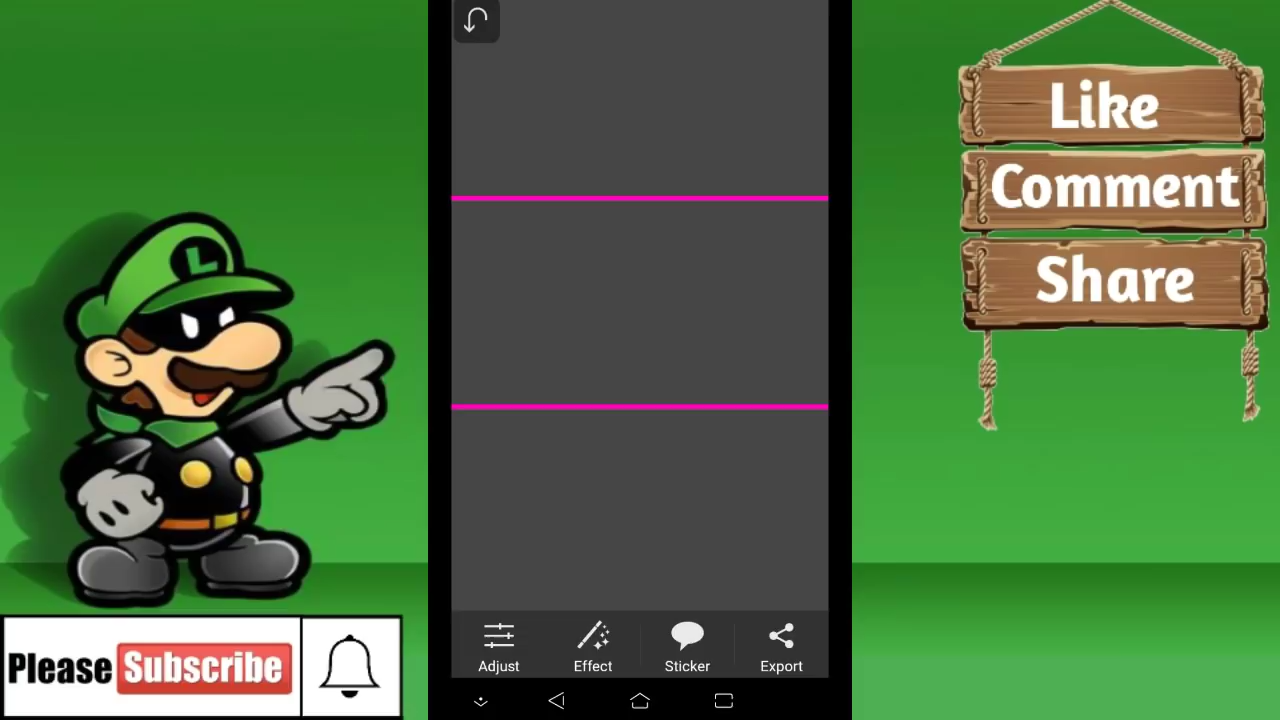 L
Like
Comment
Share
Please Subscribe
Adjust Effect Sticker Export